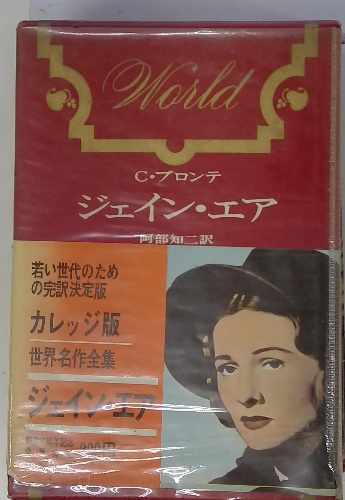 World
C・ブロンテ
ジェイン・エア
阿部知二訳
若い世代のため
の完訳決定版
カレッジ版
世界名作全集
ジェイン・エア
円